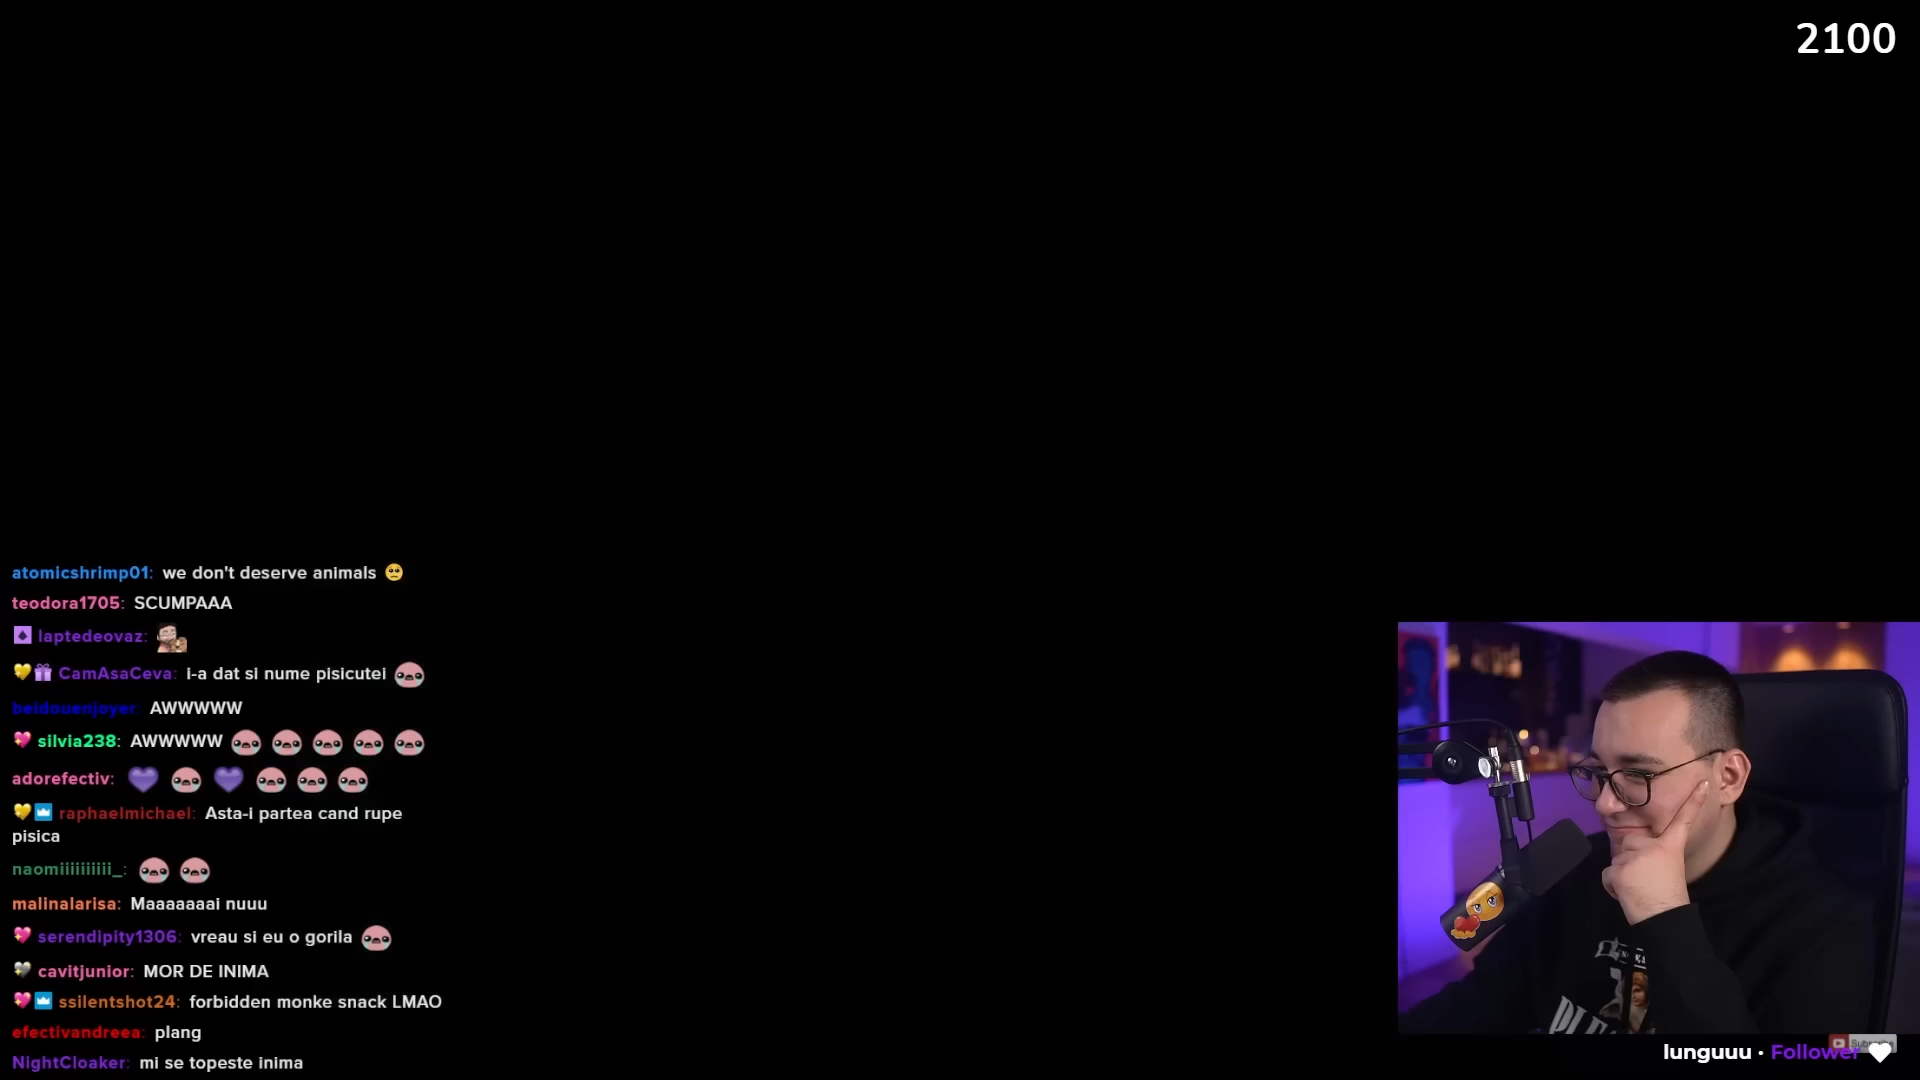 2100
atomicshrimp01: we don't deserve animals 🥺
teodora1705: SCUMPAAA
laptedeovaz:
CamAsaCeva: i-a dat si nume pisicutei
beidouenjoyer: AWWWWW
silvia238: AWWWWW
adorefectiv:
raphaelmichael: Asta-i partea cand rupe
pisica
naomiiiiiiiiiii_:
malinalarisa: Maaaaaaai nuuu
serendipity1306: vreau si eu o gorila
cavitjunior: MOR DE INIMA
ssilentshot24: forbidden monke snack LMAO
efectivandreea: plang
NightCloaker: mi se topeste inima
lunguuu · Follower